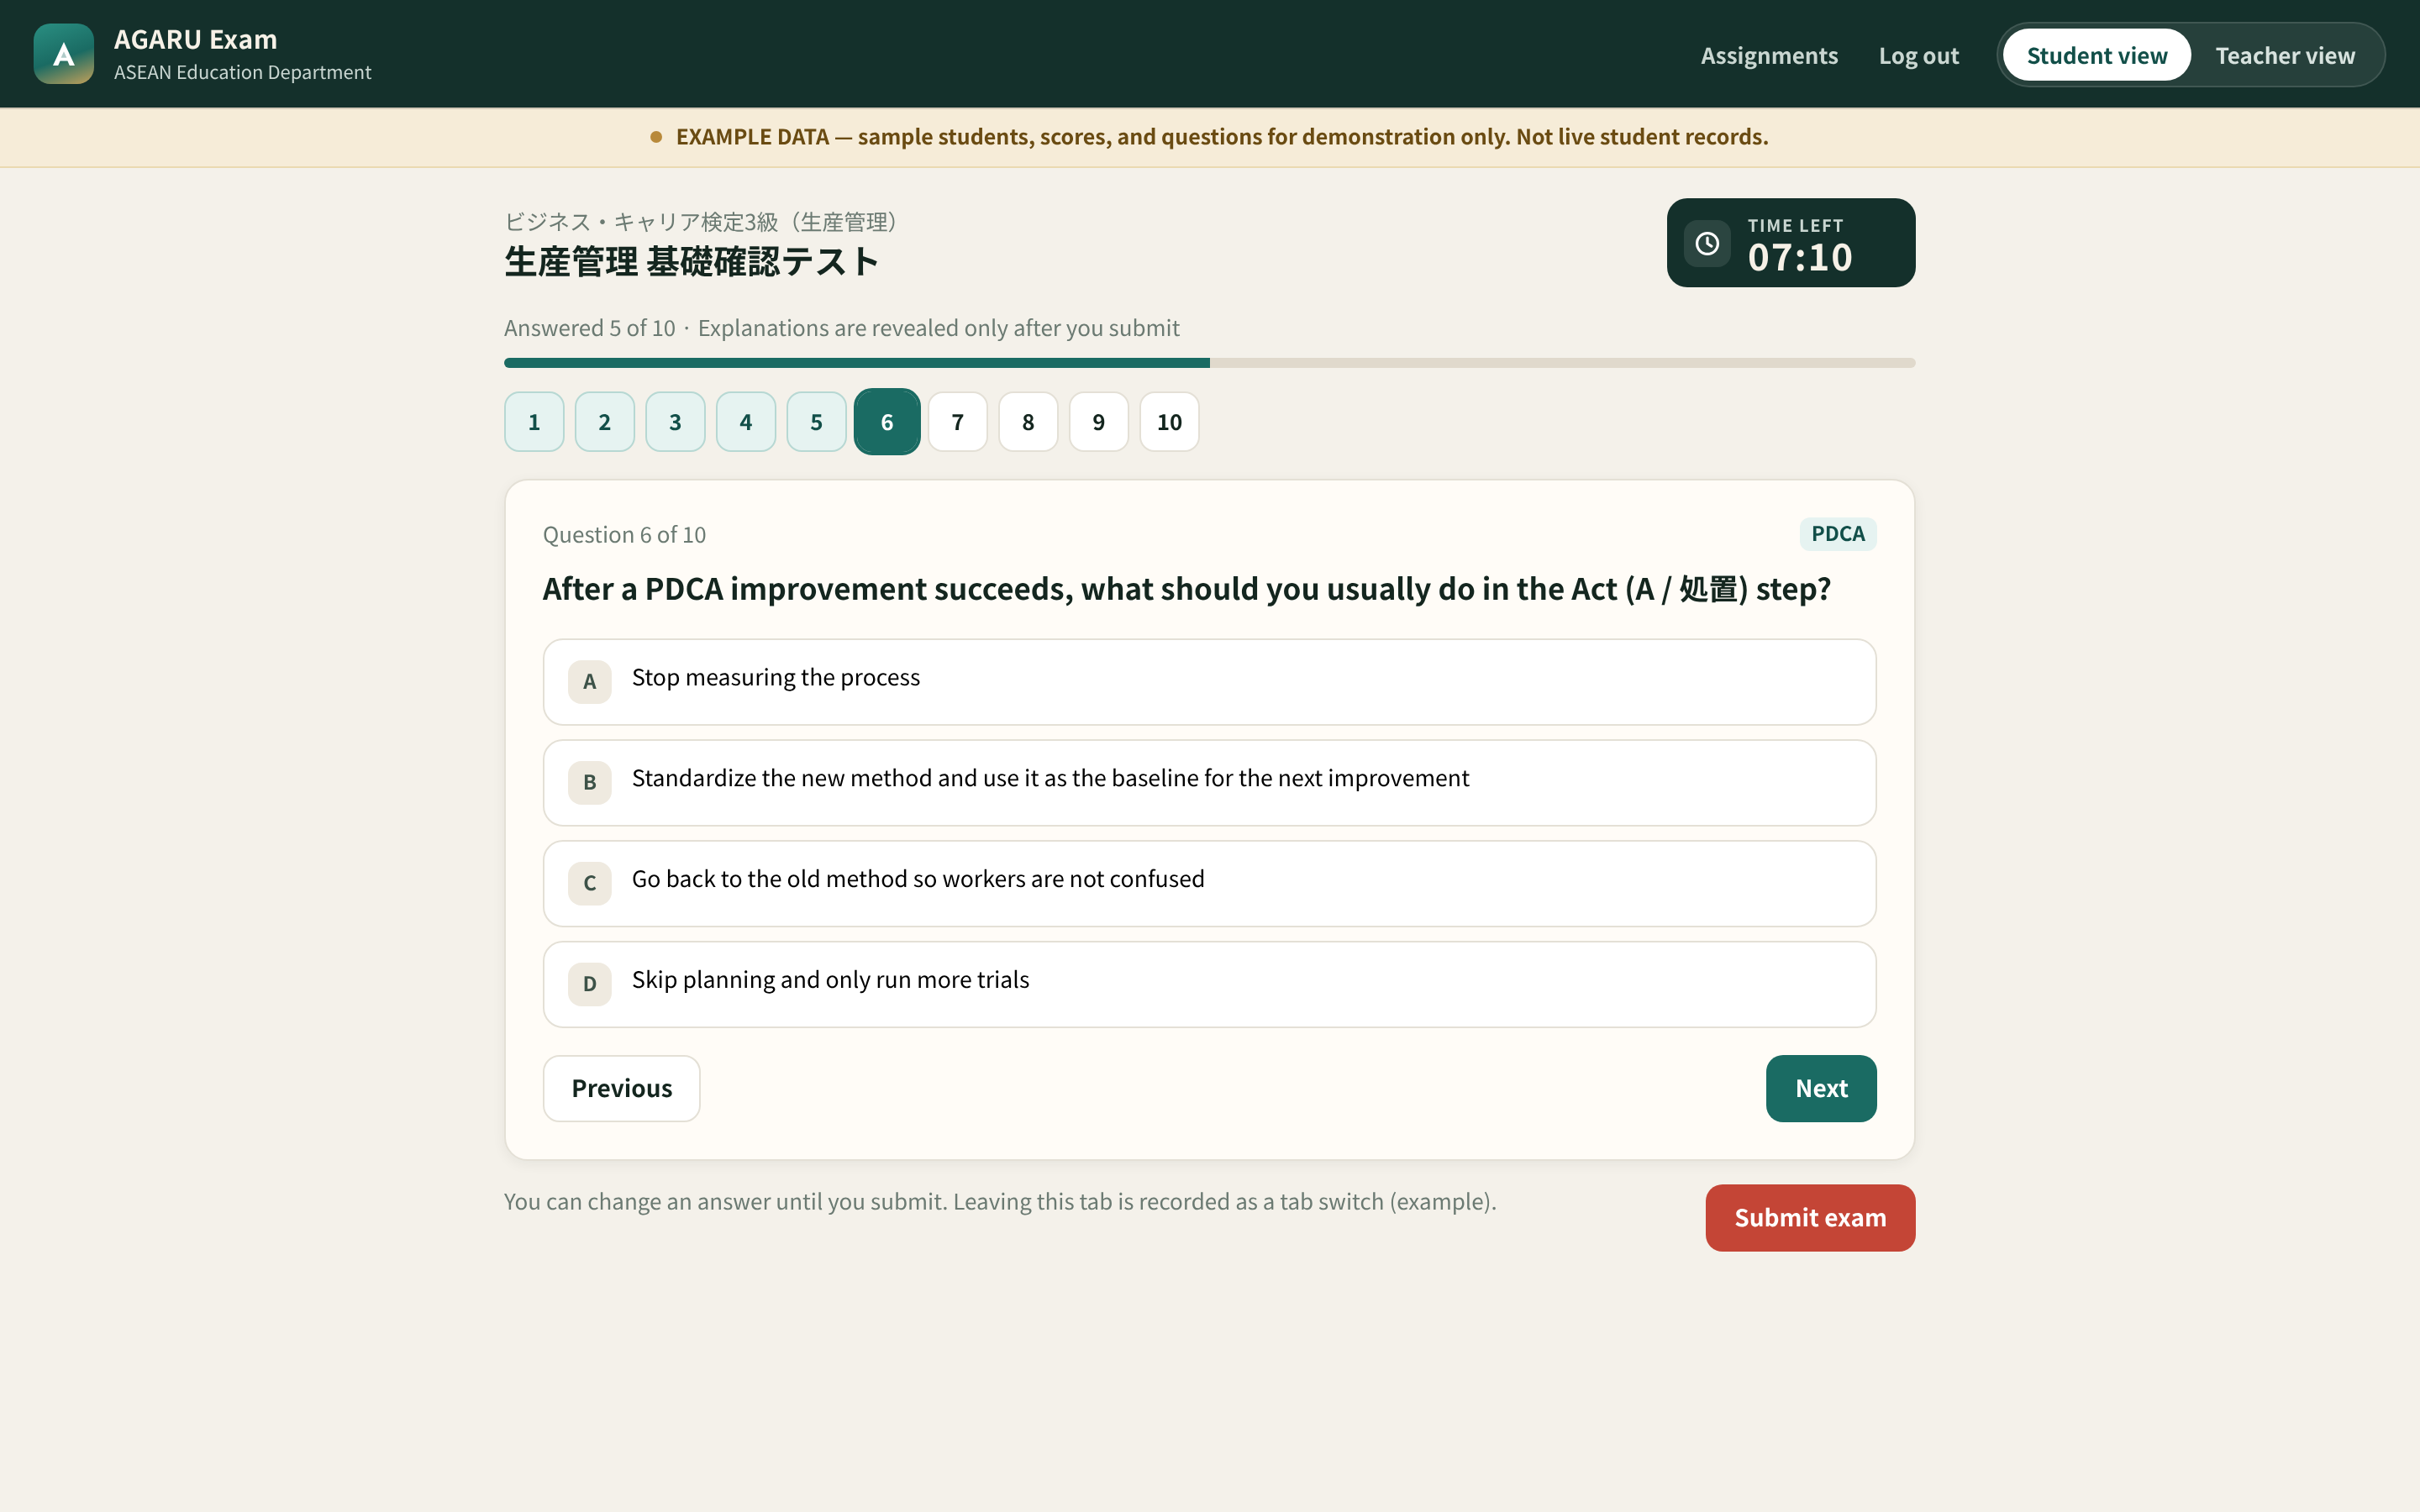 A
AGARU Exam
ASEAN Education Department
Assignments
Log out
Student view
Teacher view
EXAMPLE DATA — sample students, scores, and questions for demonstration only. Not live student records.
ビジネス・キャリア検定3級（生産管理）
生産管理 基礎確認テスト
TIME LEFT
07:10
Answered 5 of 10 · Explanations are revealed only after you submit
1 2 3 4 5 6 7 8 9 10
Question 6 of 10
PDCA
After a PDCA improvement succeeds, what should you usually do in the Act (A / 処置) step?
A Stop measuring the process
B Standardize the new method and use it as the baseline for the next improvement
C Go back to the old method so workers are not confused
D Skip planning and only run more trials
Previous
Next
You can change an answer until you submit. Leaving this tab is recorded as a tab switch (example).
Submit exam